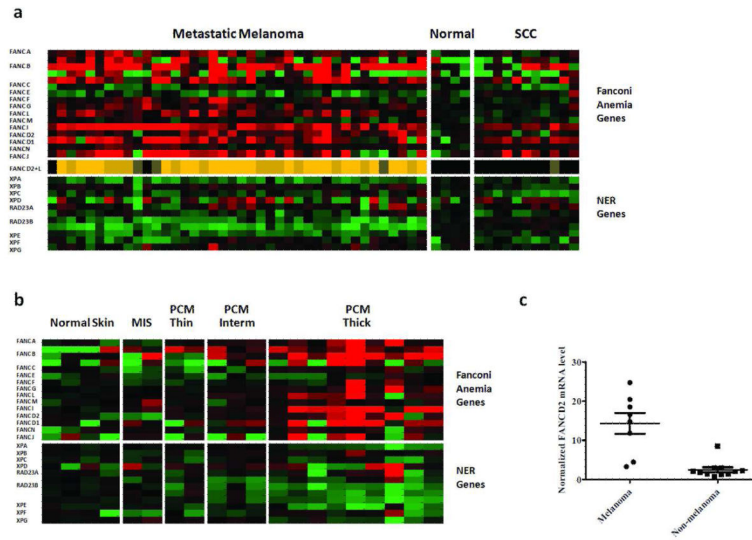 a
Metastatic Melanoma
Normal
SCC
FANCA
FANCB
FANCC
FANCE
FANCF
FANCG
FANCL
FANCM
FANCI
FANCD2
FANCD1
FANCN
FANCJ
Fanconi
Anemia
Genes
FANCD2+L
XPA
XPB
XPC
XPD
RAD23A
RAD23B
XPE
XPF
XPG
NER
Genes
b
Normal Skin
MIS
PCM
Thin
PCM
Interm
PCM
Thick
FANCA
FANCB
FANCC
FANCE
FANCF
FANCG
FANCL
FANCM
FANCI
FANCD2
FANCD1
FANCN
FANCJ
Fanconi
Anemia
Genes
XPA
XPB
XPC
XPD
RAD23A
RAD23B
XPE
XPF
XPG
NER
Genes
c
Normalized FANCD2 mRNA level
30
20
10
0
Melanoma
Non-melanoma